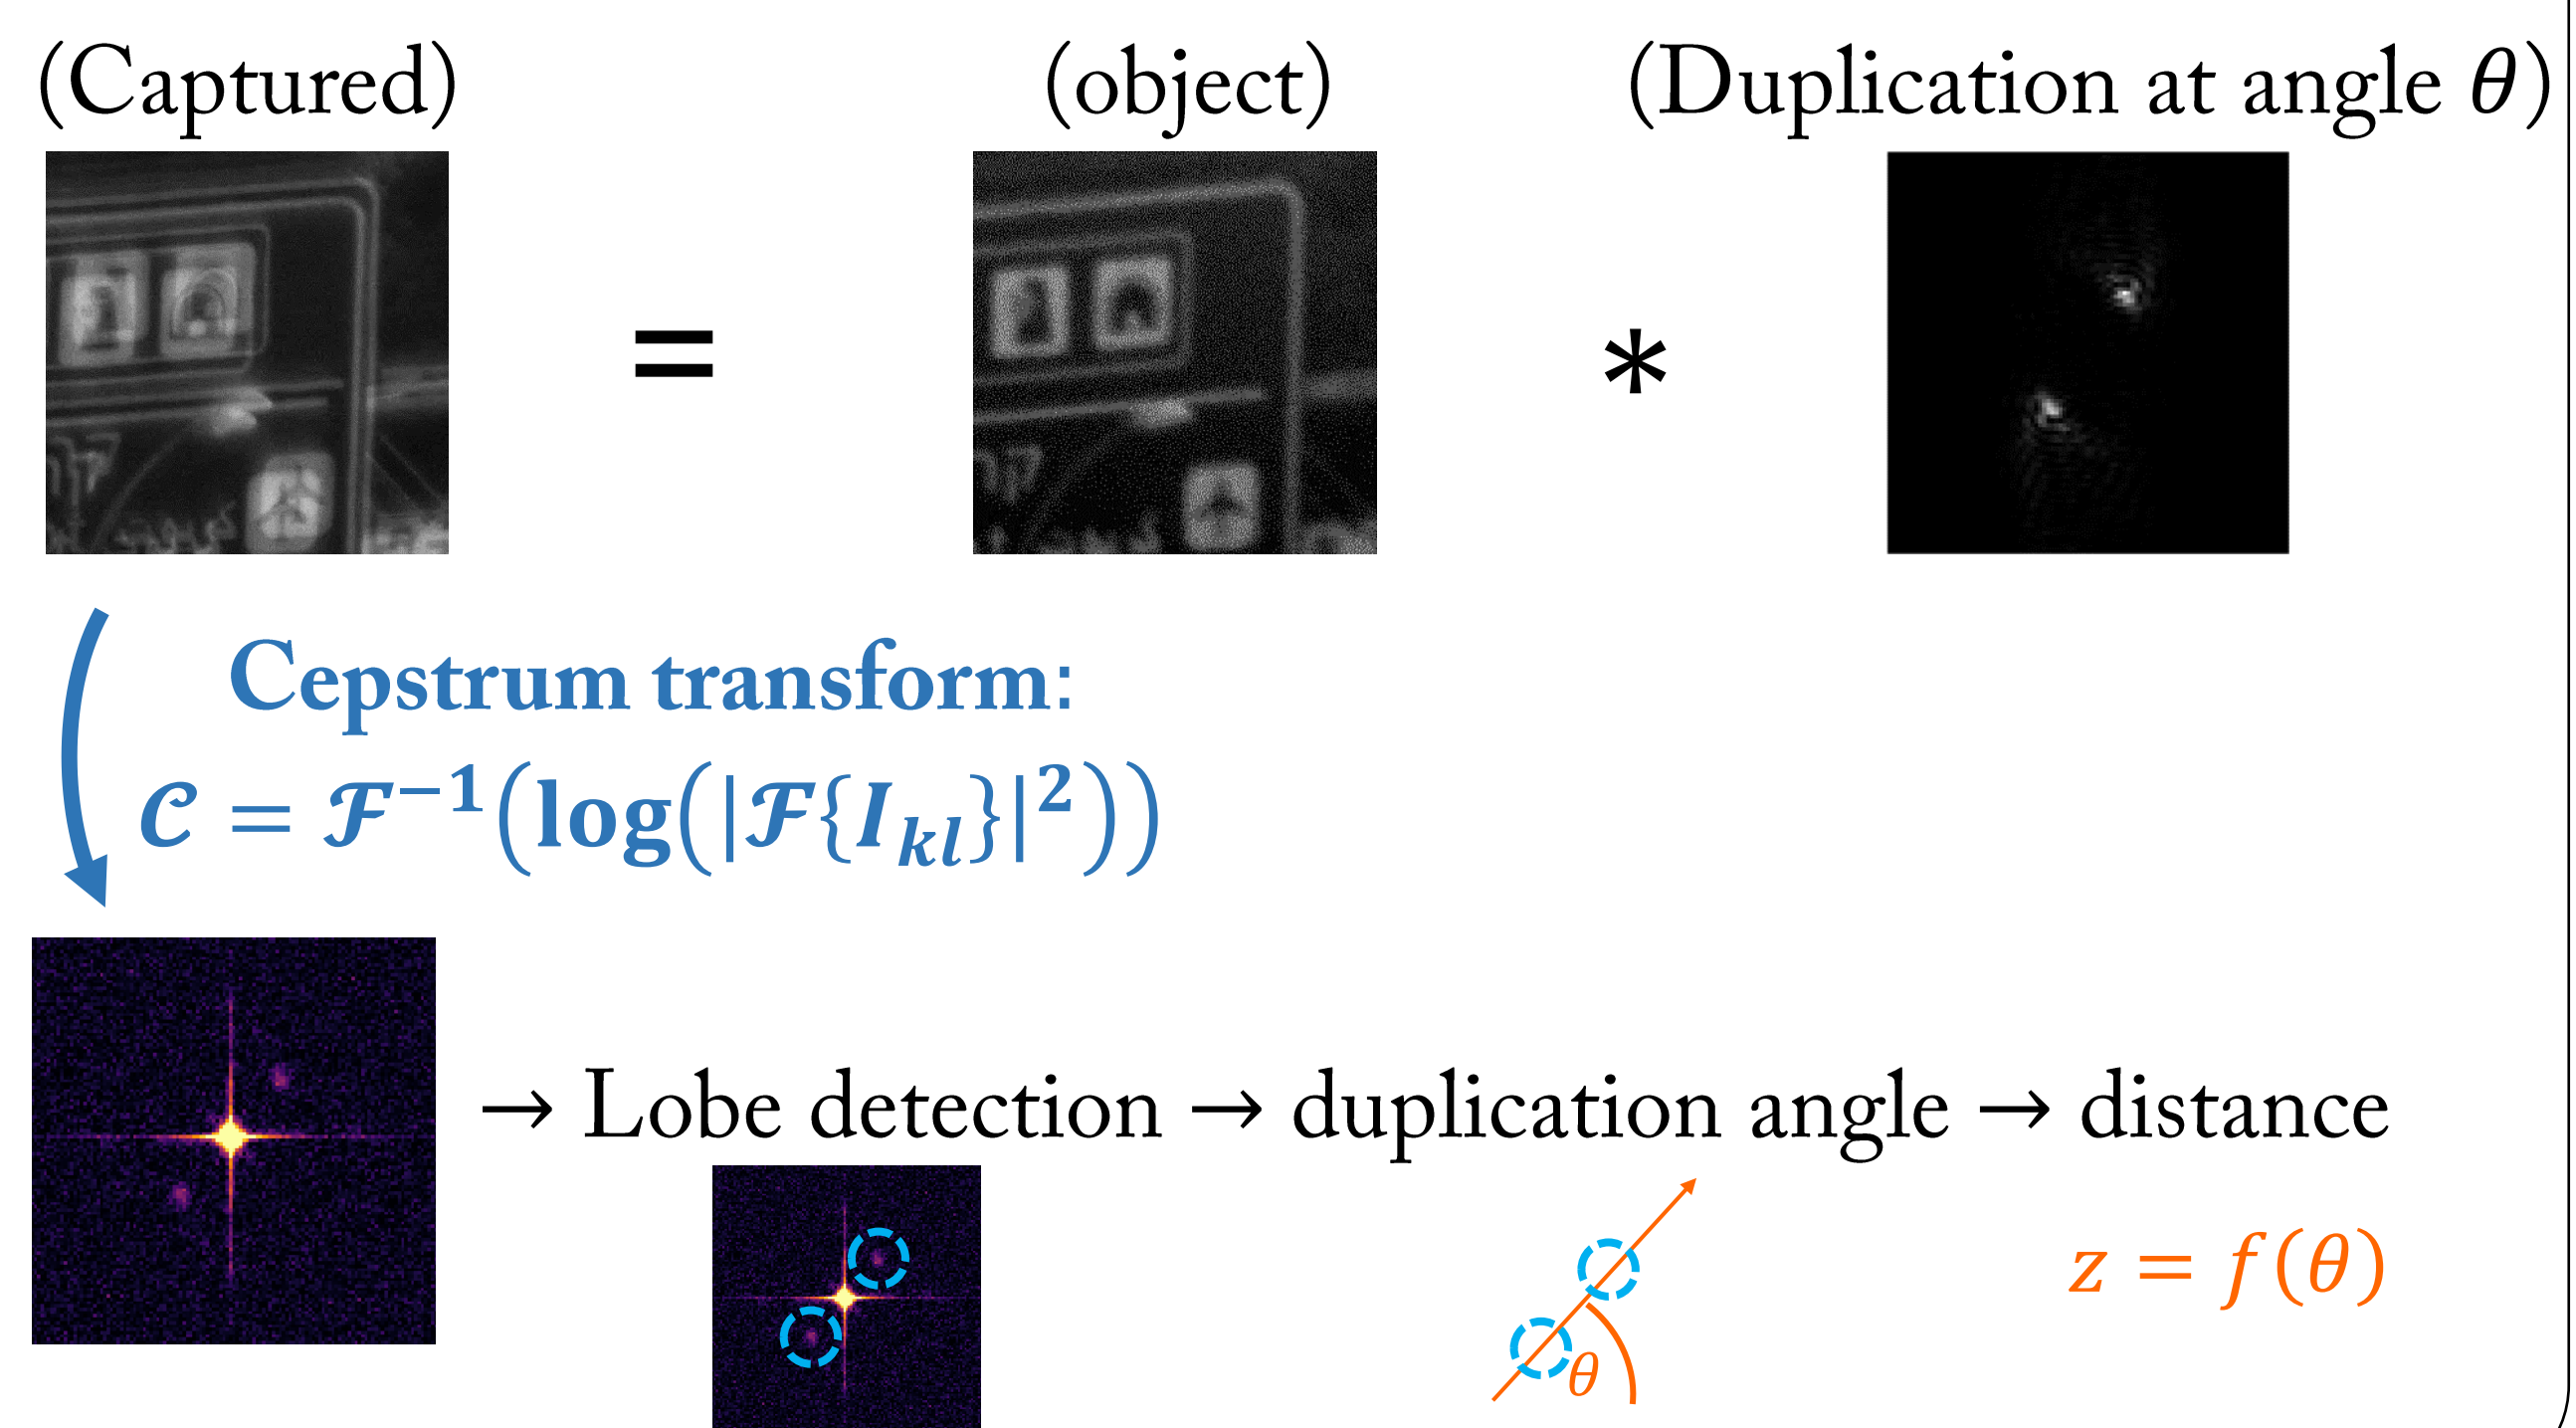 (Captured) (object) (Duplication at angle θ)
= *
Cepstrum transform:
𝓒 = 𝓕⁻¹(log(|𝓕{I_kl}|²))
→ Lobe detection → duplication angle → distance
z = f(θ)
θ